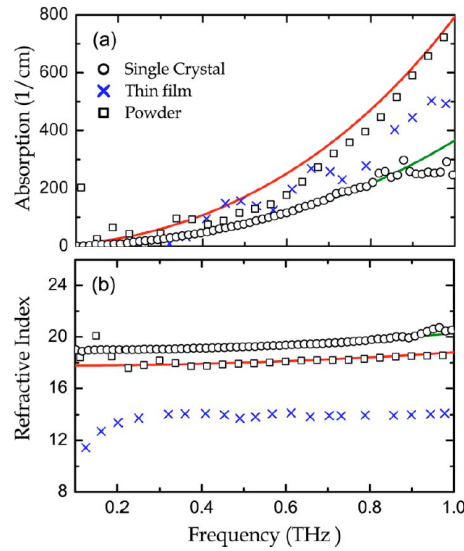 800
(a)
600
Single Crystal
Thin film
400
Powder
200
0
Absorption (1/cm)
24
(b)
20
16
12
8
Refractive Index
0.2 0.4 0.6 0.8 1.0
Frequency (THz)